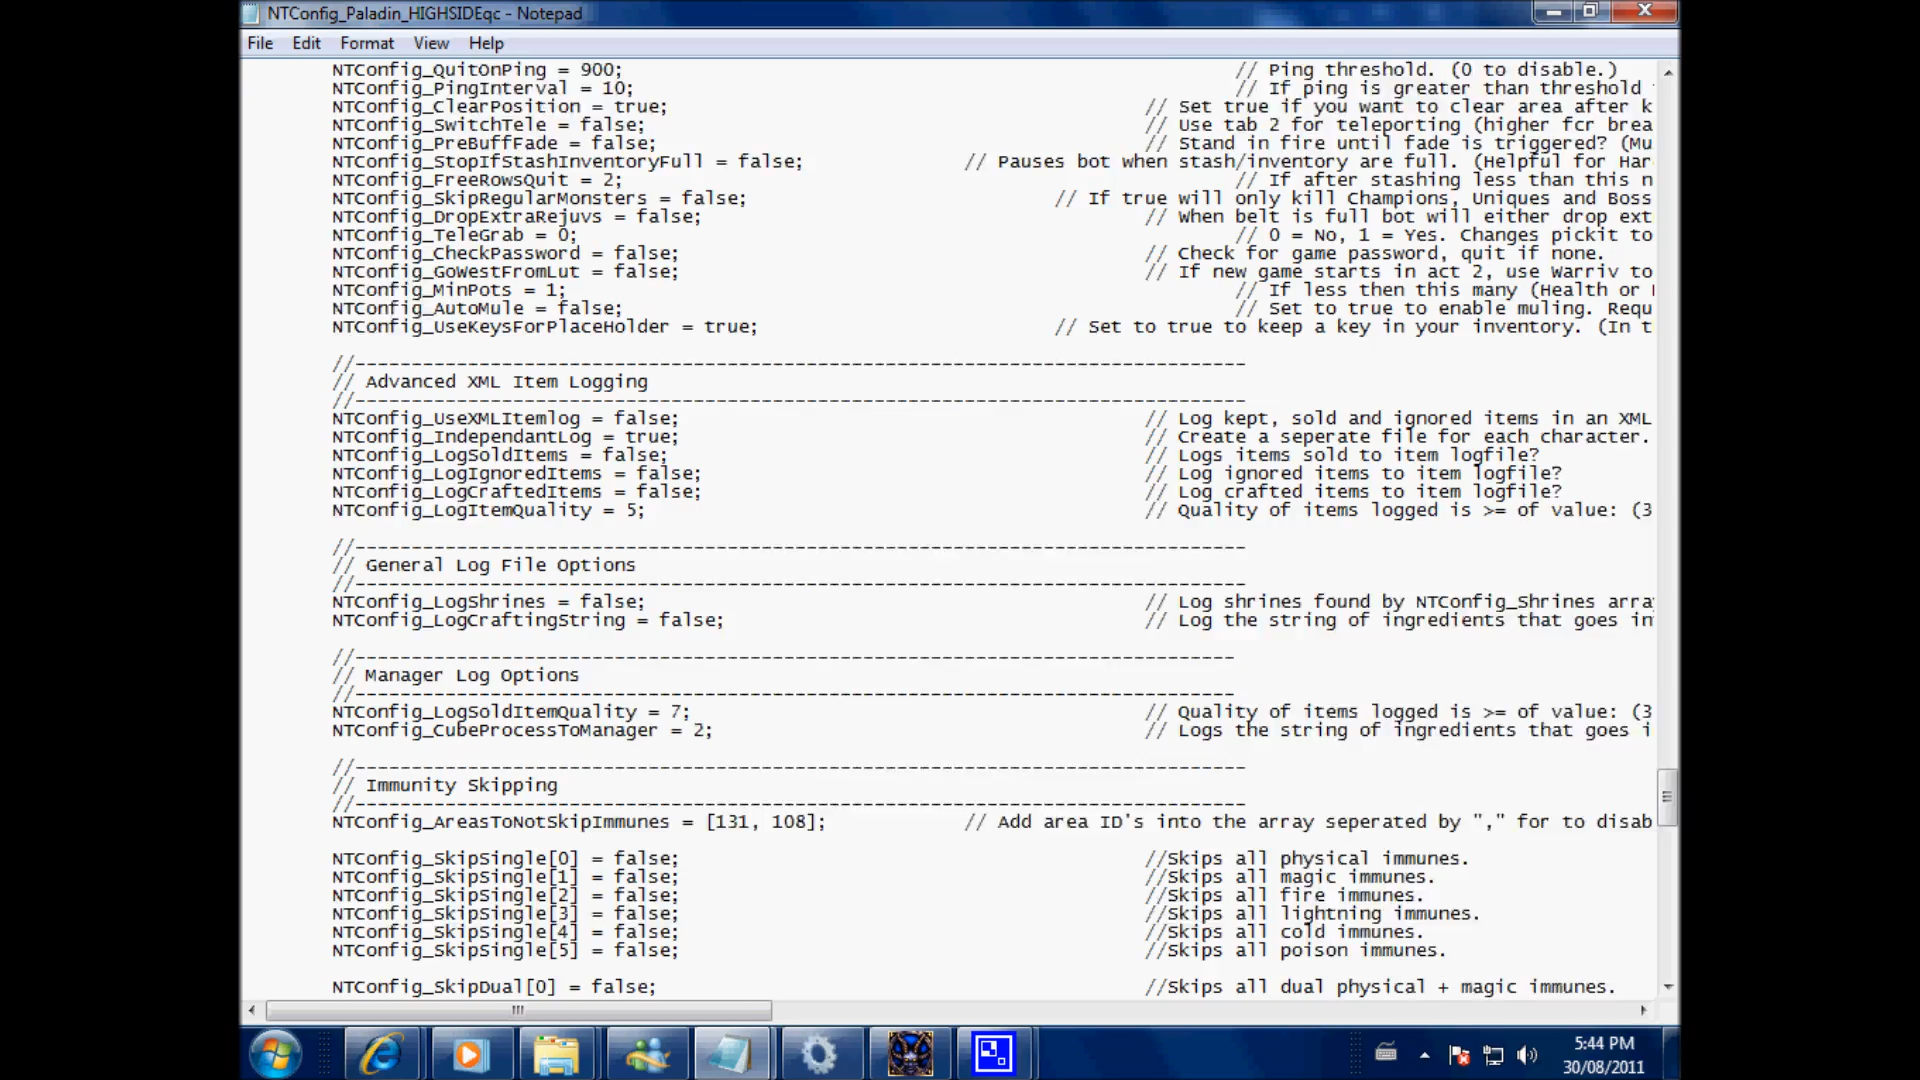 NTConfig_Paladin_HIGHSIDEqc - Notepad
File Edit Format View Help
NTConfig_QuitOnPing = 900; // Ping threshold. (0 to disable.)
NTConfig_PingInterval = 10; // If ping is greater than threshold
NTConfig_ClearPosition = true; // Set true if you want to clear area after k
NTConfig_SwitchTele = false; // Use tab 2 for teleporting (higher fcr brea
NTConfig_PreBuffFade = false; // Stand in fire until fade is triggered? (Mu
NTConfig_StopIfStashInventoryFull = false; // Pauses bot when stash/inventory are full. (Helpful for Har
NTConfig_FreeRowsQuit = 2; // If after stashing less than this n
NTConfig_SkipRegularMonsters = false; // If true will only kill Champions, Uniques and Boss
NTConfig_DropExtraRejuvs = false; // When belt is full bot will either drop ext
NTConfig_TeleGrab = 0; // 0 = No, 1 = Yes. Changes pickit to
NTConfig_CheckPassword = false; // Check for game password, quit if none.
NTConfig_GoWestFromLut = false; // If new game starts in act 2, use Warriv to
NTConfig_MinPots = 1; // If less then this many (Health or
NTConfig_AutoMule = false; // Set to true to enable muling. Requ
NTConfig_UseKeysForPlaceHolder = true; // Set to true to keep a key in your inventory. (In t
//-------------------------------------------------------------------------------
// Advanced XML Item Logging
//-------------------------------------------------------------------------------
NTConfig_UseXMLItemlog = false; // Log kept, sold and ignored items in an XML
NTConfig_IndependantLog = true; // Create a seperate file for each character.
NTConfig_LogSoldItems = false; // Logs items sold to item logfile?
NTConfig_LogIgnoredItems = false; // Log ignored items to item logfile?
NTConfig_LogCraftedItems = false; // Log crafted items to item logfile?
NTConfig_LogItemQuality = 5; // Quality of items logged is >= of value: (3
//-------------------------------------------------------------------------------
// General Log File Options
//-------------------------------------------------------------------------------
NTConfig_LogShrines = false; // Log shrines found by NTConfig_Shrines arra
NTConfig_LogCraftingString = false; // Log the string of ingredients that goes in
//------------------------------------------------------------------------------
// Manager Log Options
//------------------------------------------------------------------------------
NTConfig_LogSoldItemQuality = 7; // Quality of items logged is >= of value: (3
NTConfig_CubeProcessToManager = 2; // Logs the string of ingredients that goes i
//-------------------------------------------------------------------------------
// Immunity Skipping
//-------------------------------------------------------------------------------
NTConfig_AreasToNotSkipImmunes = [131, 108]; // Add area ID's into the array seperated by "," for to disab
NTConfig_SkipSingle[0] = false; //Skips all physical immunes.
NTConfig_SkipSingle[1] = false; //Skips all magic immunes.
NTConfig_SkipSingle[2] = false; //Skips all fire immunes.
NTConfig_SkipSingle[3] = false; //Skips all lightning immunes.
NTConfig_SkipSingle[4] = false; //Skips all cold immunes.
NTConfig_SkipSingle[5] = false; //Skips all poison immunes.
NTConfig_SkipDual[0] = false; //Skips all dual physical + magic immunes.
5:44 PM
30/08/2011